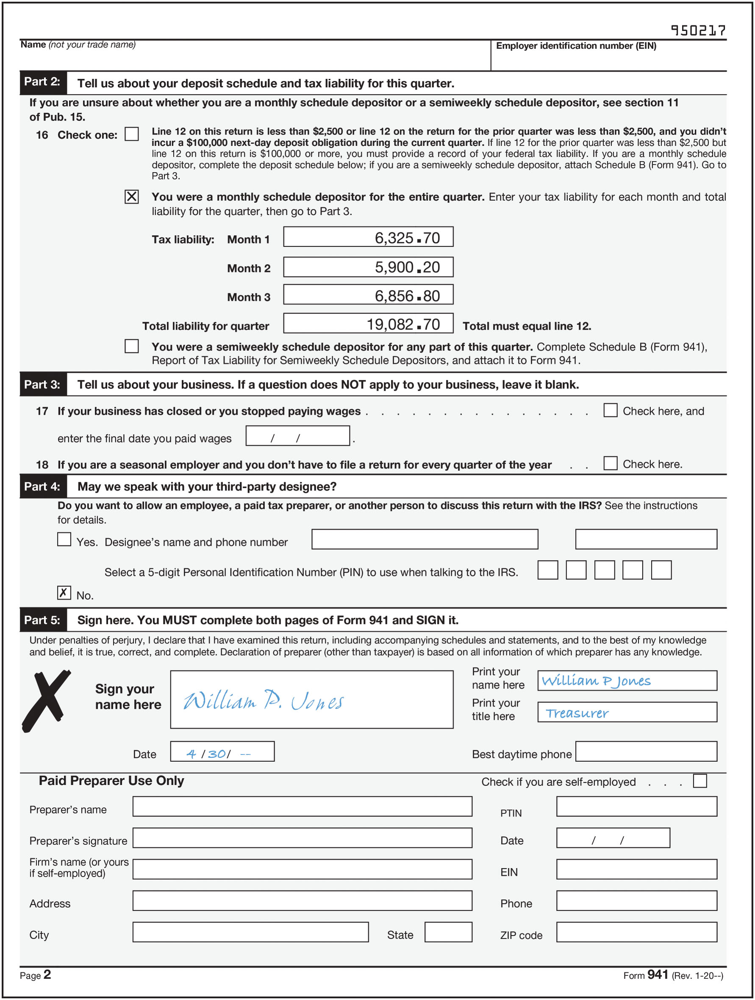 950217
Name (not your trade name)
Employer identification number (EIN)
Part 2: Tell us about your deposit schedule and tax liability for this quarter.
If you are unsure about whether you are a monthly schedule depositor or a semiweekly schedule depositor, see section 11
of Pub. 15.
16 Check one: Line 12 on this return is less than $2,500 or line 12 on the return for the prior quarter was less than $2,500, and you didn't
incur a $100,000 next-day deposit obligation during the current quarter. If line 12 for the prior quarter was less than $2,500 but
line 12 on this return is $100,000 or more, you must provide a record of your federal tax liability. If you are a monthly schedule
depositor, complete the deposit schedule below; if you are a semiweekly schedule depositor, attach Schedule B (Form 941). Go to
Part 3.
X You were a monthly schedule depositor for the entire quarter. Enter your tax liability for each month and total
liability for the quarter, then go to Part 3.
Tax liability: Month 1 6,325.70
Month 2 5,900.20
Month 3 6,856.80
Total liability for quarter 19,082.70 Total must equal line 12.
You were a semiweekly schedule depositor for any part of this quarter. Complete Schedule B (Form 941),
Report of Tax Liability for Semiweekly Schedule Depositors, and attach it to Form 941.
Part 3: Tell us about your business. If a question does NOT apply to your business, leave it blank.
17 If your business has closed or you stopped paying wages . . . . . . . . . . . . . . . Check here, and
enter the final date you paid wages / / .
18 If you are a seasonal employer and you don't have to file a return for every quarter of the year . . Check here.
Part 4: May we speak with your third-party designee?
Do you want to allow an employee, a paid tax preparer, or another person to discuss this return with the IRS? See the instructions
for details.
Yes. Designee's name and phone number
Select a 5-digit Personal Identification Number (PIN) to use when talking to the IRS.
X No.
Part 5: Sign here. You MUST complete both pages of Form 941 and SIGN it.
Under penalties of perjury, I declare that I have examined this return, including accompanying schedules and statements, and to the best of my knowledge
and belief, it is true, correct, and complete. Declaration of preparer (other than taxpayer) is based on all information of which preparer has any knowledge.
X Sign your
name here
William P. Jones
Print your
name here
William P Jones
Print your
title here
Treasurer
Date 4 / 30 / --
Best daytime phone
Paid Preparer Use Only
Check if you are self-employed . . .
Preparer's name
PTIN
Preparer's signature
Date / /
Firm's name (or yours
if self-employed)
EIN
Address
Phone
City
State
ZIP code
Page 2
Form 941 (Rev. 1-20--)